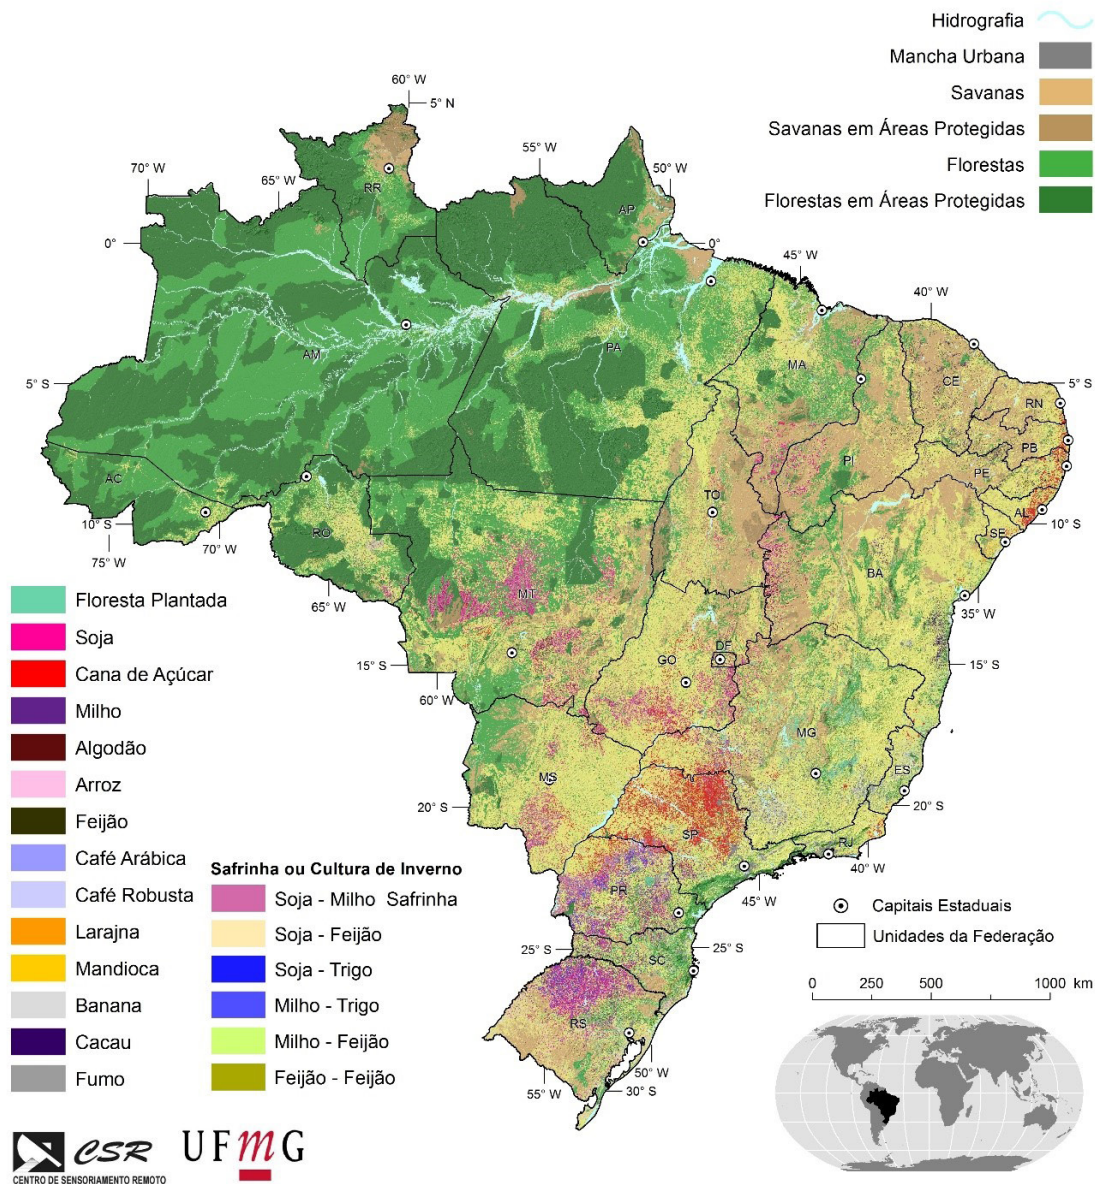 Hidrografia
Mancha Urbana
Savanas
Savanas em Áreas Protegidas
Florestas
Florestas em Áreas Protegidas
60° W
5° N
55° W
50° W
70° W
65° W
RR
AP
0°
0°
45° W
40° W
AM
PA
MA
CE
5° S
5° S
RN
PB
PE
PI
AC
TO
AL
10° S
10° S
SE
75° W
70° W
RO
BA
MT
35° W
65° W
DF
GO
15° S
15° S
60° W
MG
ES
MS
20° S
20° S
SP
RJ
40° W
PR
45° W
25° S
25° S
SC
RS
50° W
55° W
30° S
Floresta Plantada
Soja
Cana de Açúcar
Milho
Algodão
Arroz
Feijão
Café Arábica
Café Robusta
Larajna
Mandioca
Banana
Cacau
Fumo
Safrinha ou Cultura de Inverno
Soja - Milho Safrinha
Soja - Feijão
Soja - Trigo
Milho - Trigo
Milho - Feijão
Feijão - Feijão
Capitais Estaduais
Unidades da Federação
0 250 500 1000 km
CSR
CENTRO DE SENSORIAMENTO REMOTO
UFmG